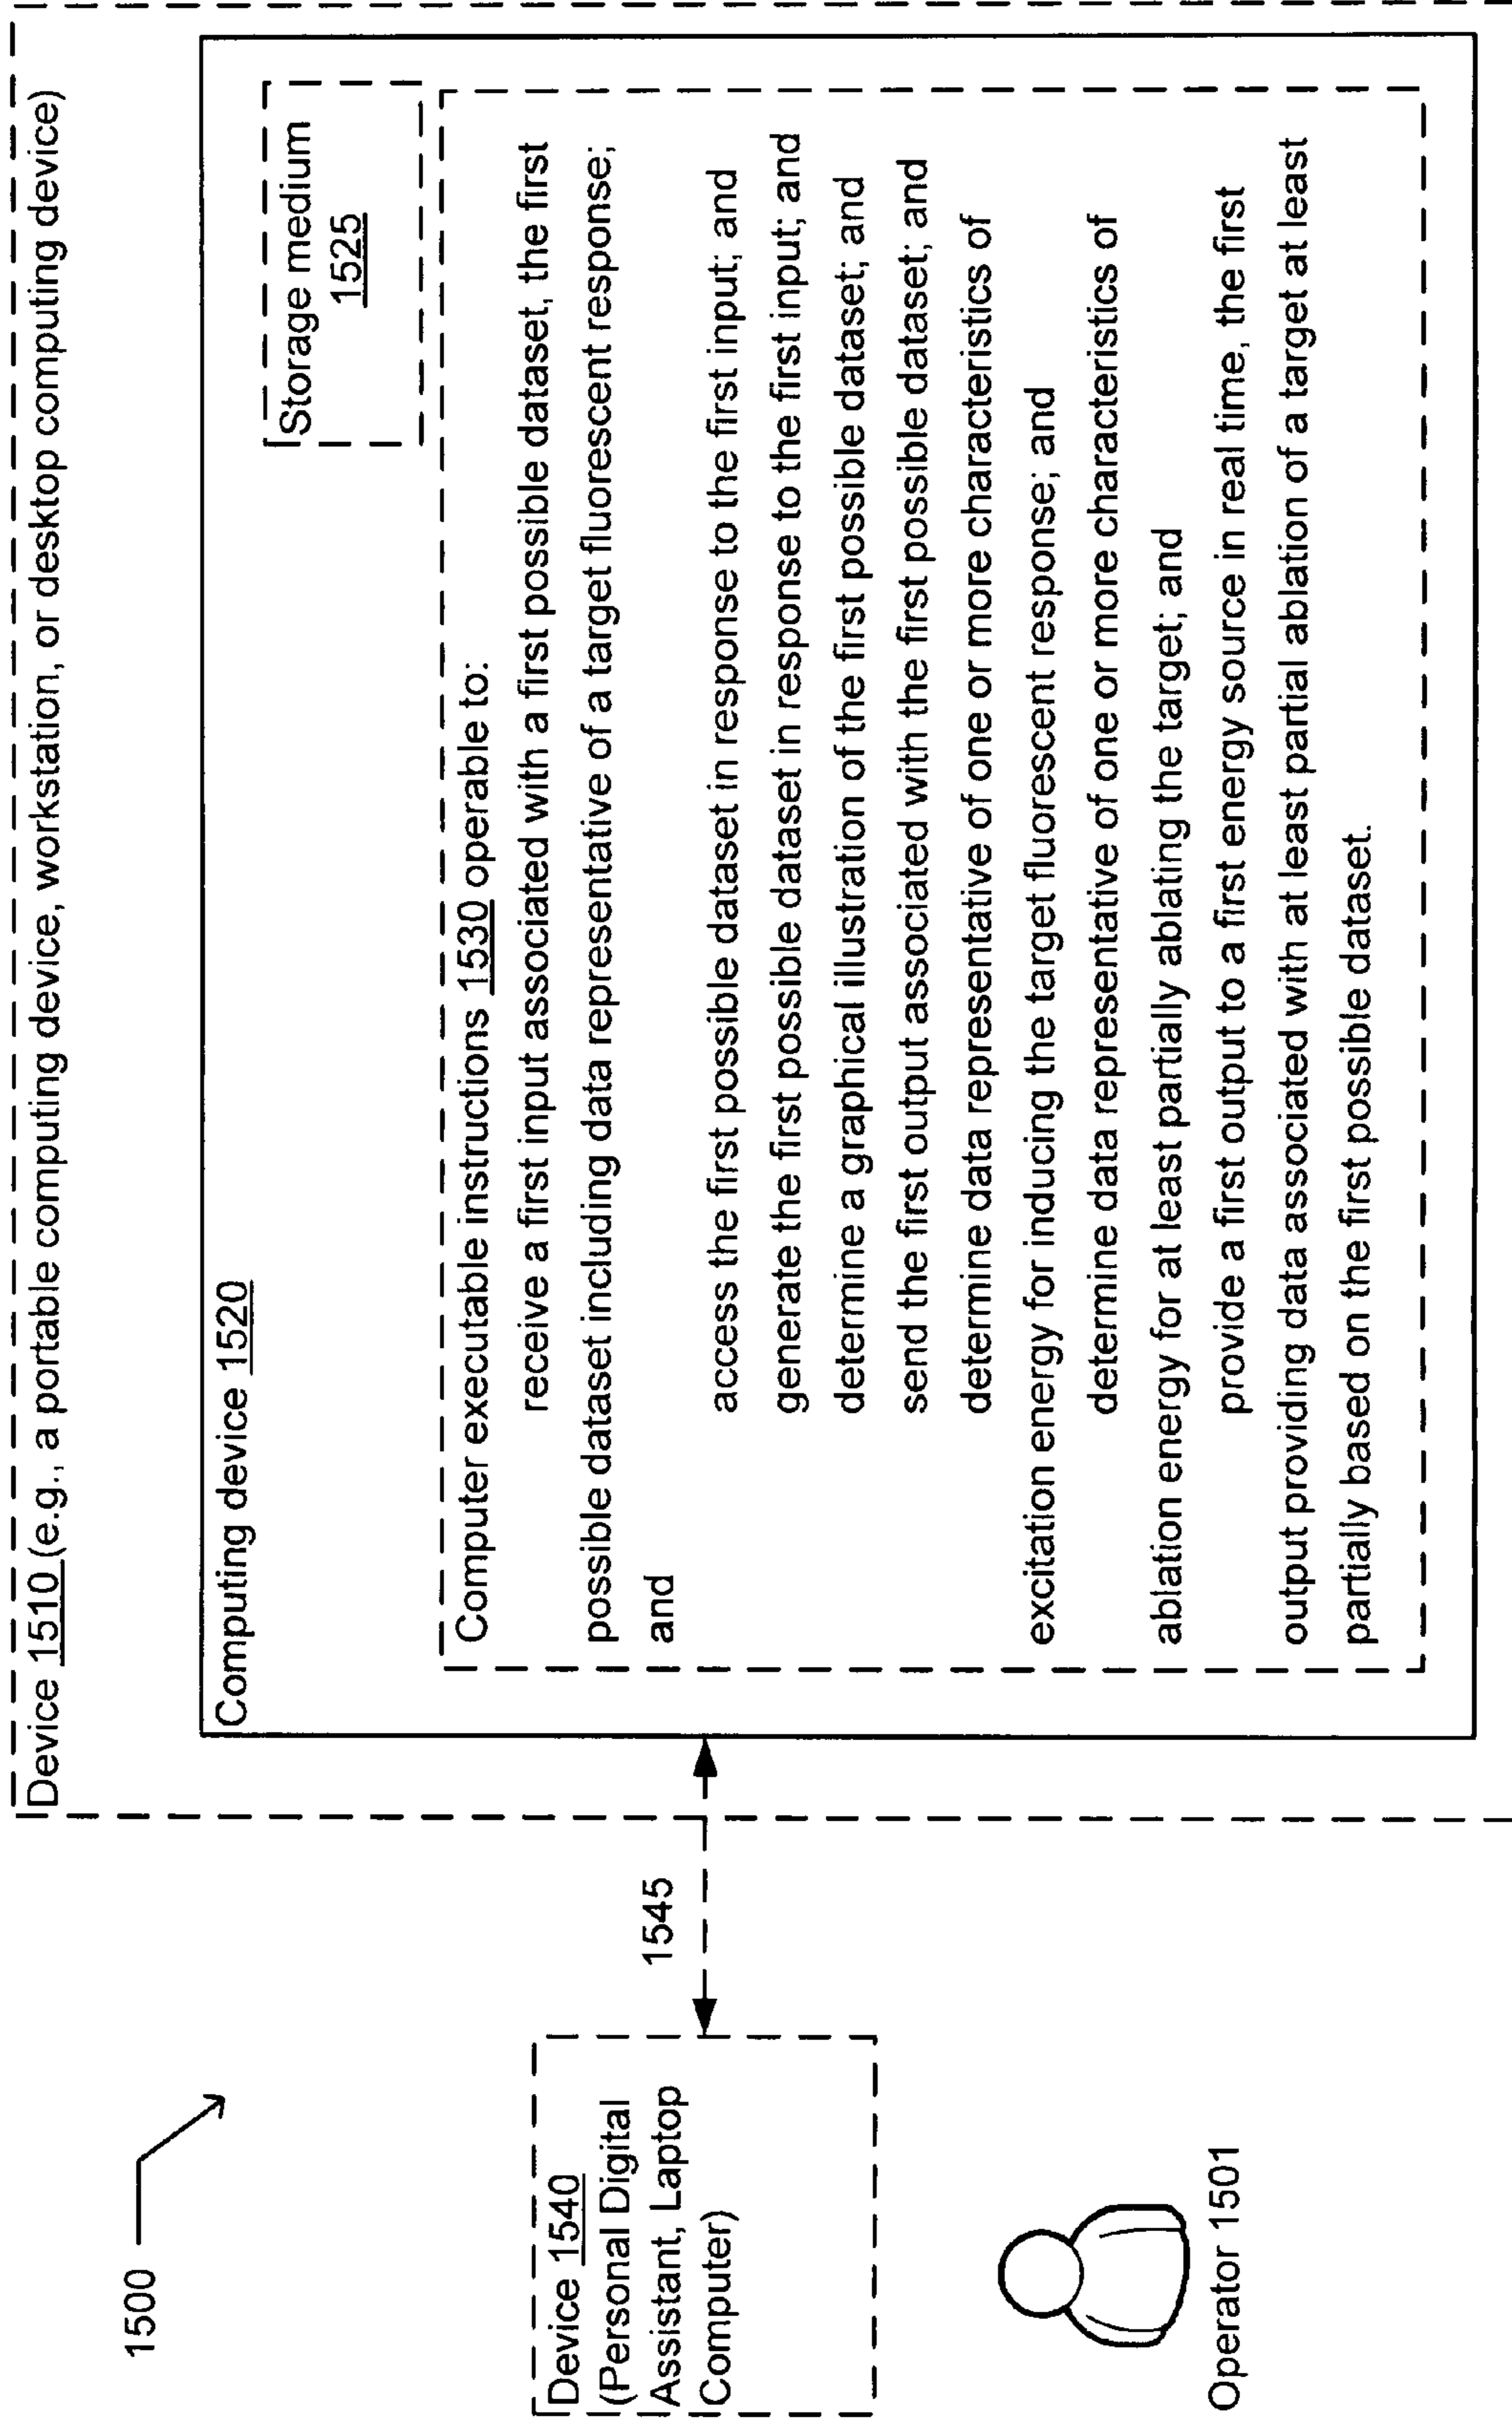 1500
Device 1510 (e.g., a portable computing device, workstation, or desktop computing device)
Computing device 1520
Storage medium
1525
Computer executable instructions 1530 operable to:
receive a first input associated with a first possible dataset, the first
possible dataset including data representative of a target fluorescent response;
and
access the first possible dataset in response to the first input; and
generate the first possible dataset in response to the first input; and
determine a graphical illustration of the first possible dataset; and
send the first output associated with the first possible dataset; and
determine data representative of one or more characteristics of
excitation energy for inducing the target fluorescent response; and
determine data representative of one or more characteristics of
ablation energy for at least partially ablating the target; and
provide a first output to a first energy source in real time, the first
output providing data associated with at least partial ablation of a target at least
partially based on the first possible dataset.
1545
Device 1540
(Personal Digital
Assistant, Laptop
Computer)
Operator 1501